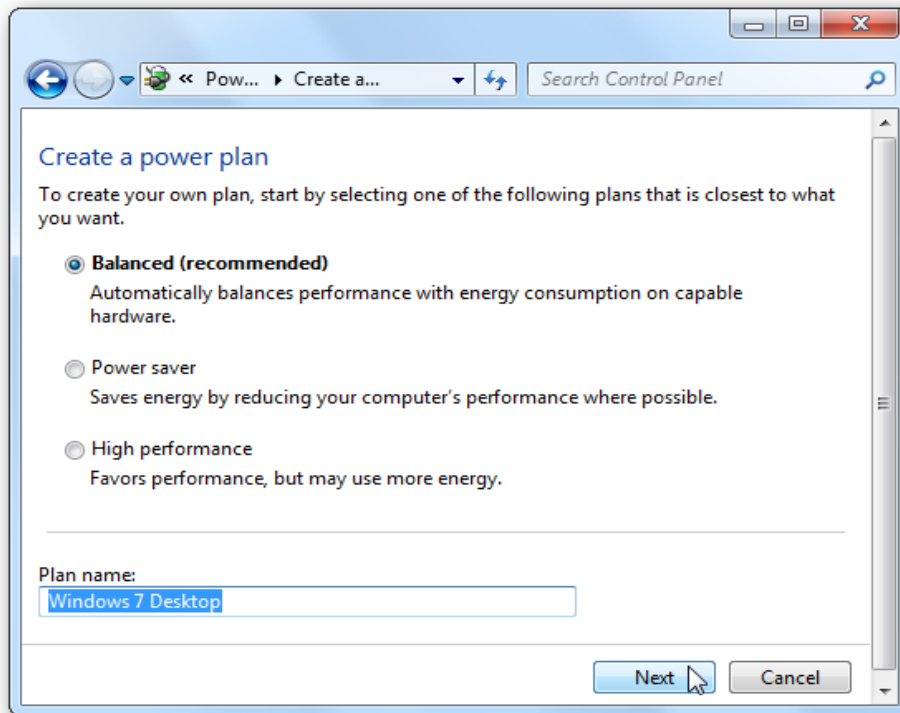 « Pow... ▸ Create a...
Search Control Panel
Create a power plan
To create your own plan, start by selecting one of the following plans that is closest to what
you want.
Balanced (recommended)
Automatically balances performance with energy consumption on capable
hardware.
Power saver
Saves energy by reducing your computer's performance where possible.
High performance
Favors performance, but may use more energy.
Plan name:
Windows 7 Desktop
Next
Cancel